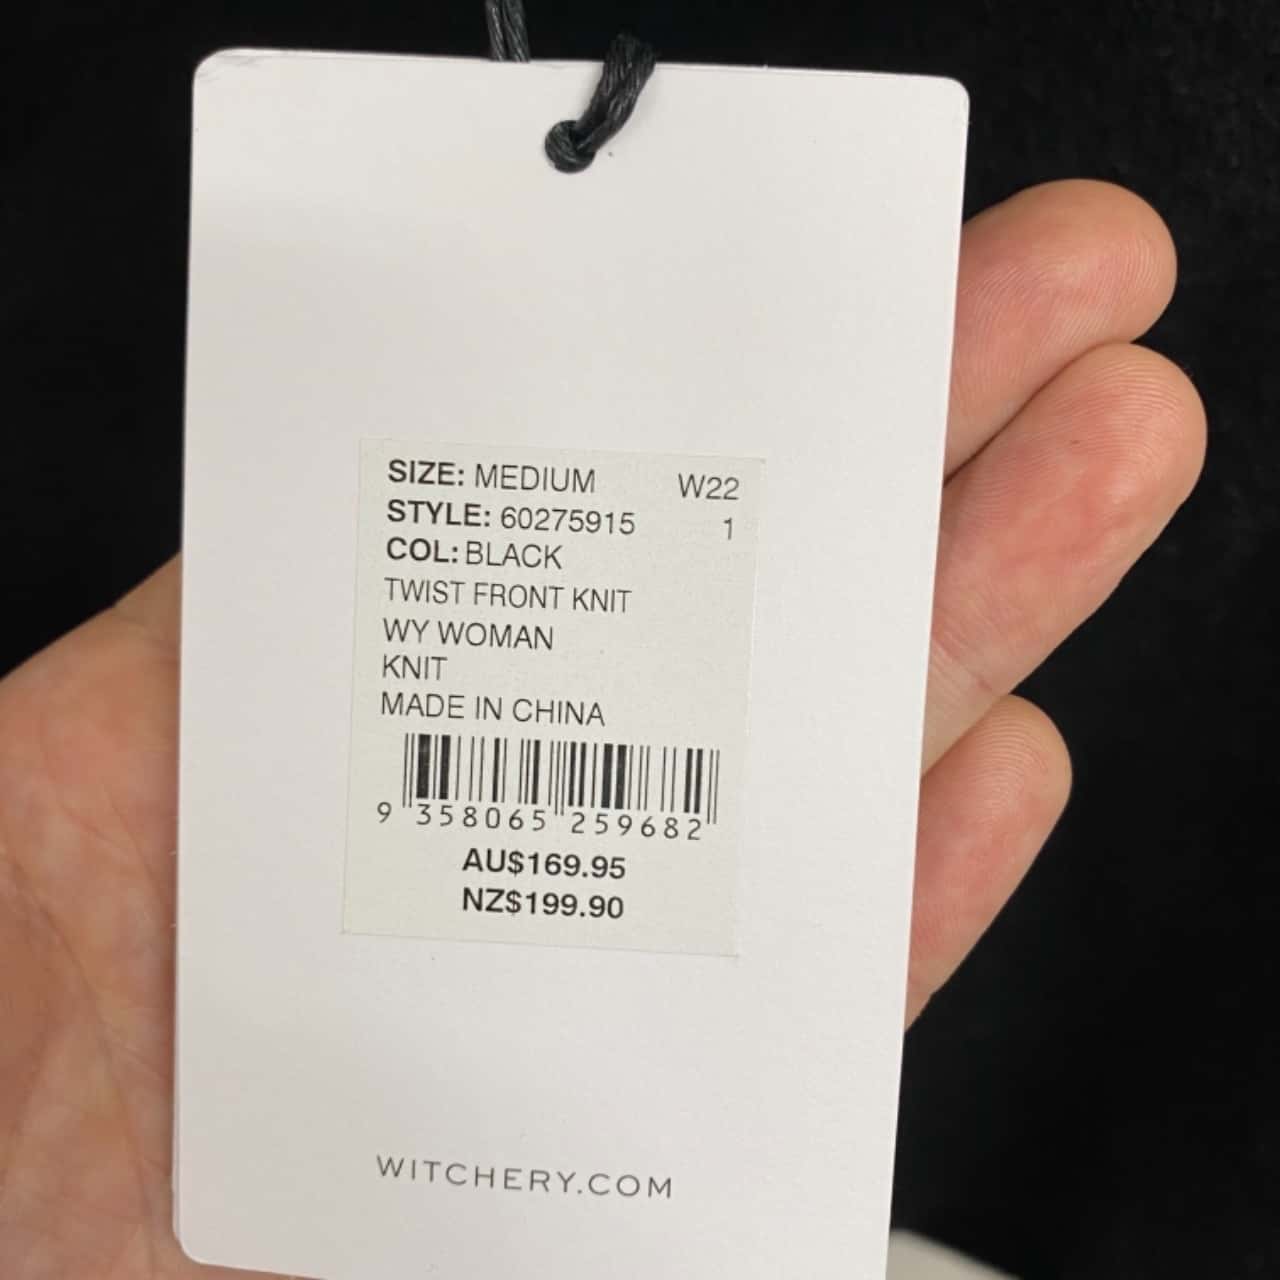 SIZE: MEDIUM W22
STYLE: 60275915 1
COL: BLACK
TWIST FRONT KNIT
WY WOMAN
KNIT
MADE IN CHINA
9 358065 259682
AU$169.95
NZ$199.90
WITCHERY.COM